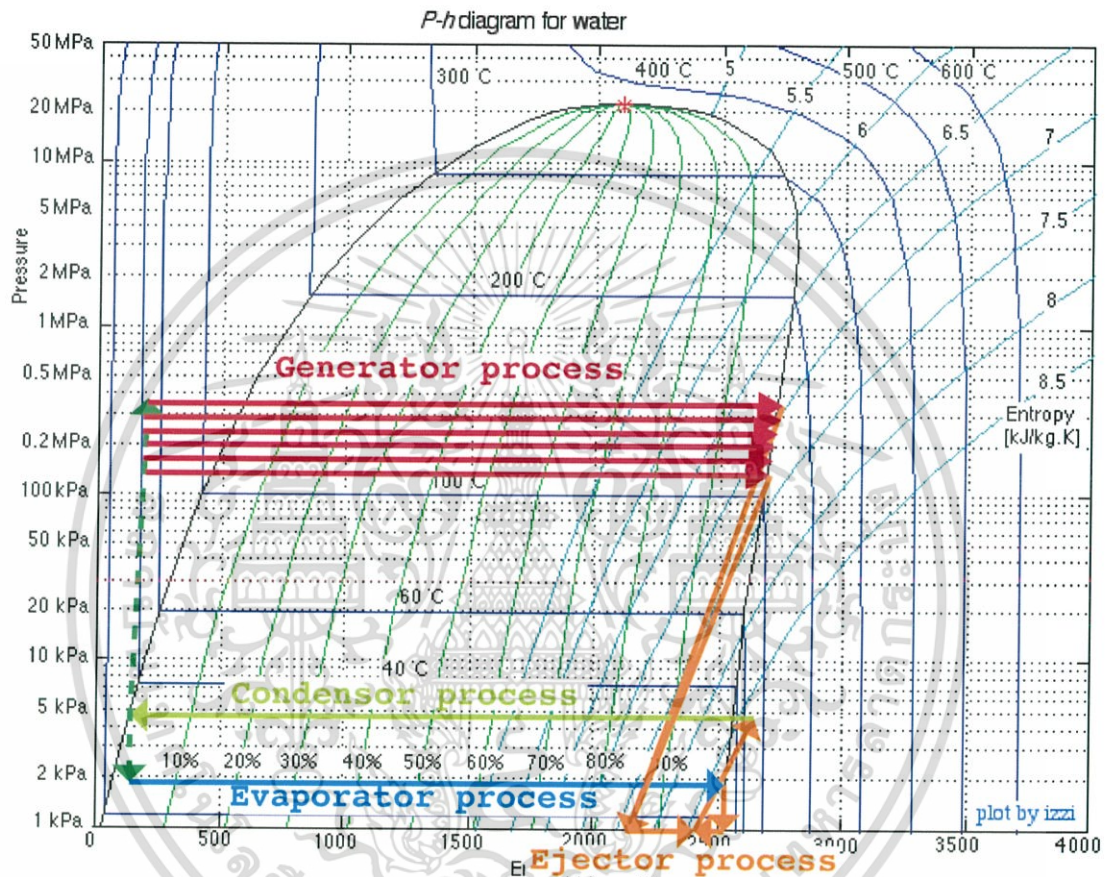 P-h diagram for water
50 MPa
20 MPa
10 MPa
5 MPa
2 MPa
1 MPa
0.5 MPa
0.2 MPa
100 kPa
50 kPa
20 kPa
10 kPa
5 kPa
2 kPa
1 kPa
Pressure
300°C
400°C
5
500°C
600°C
5.5
6
6.5
7
7.5
8
8.5
200°C
Generator process
Entropy
[kJ/kg.K]
60°C
40°C
Condensor process
10% 20% 30% 40% 50% 60% 70% 80%
Evaporator process
plot by izzi
0 500 1000 1500 2000 3000 3500 4000
Ejector process